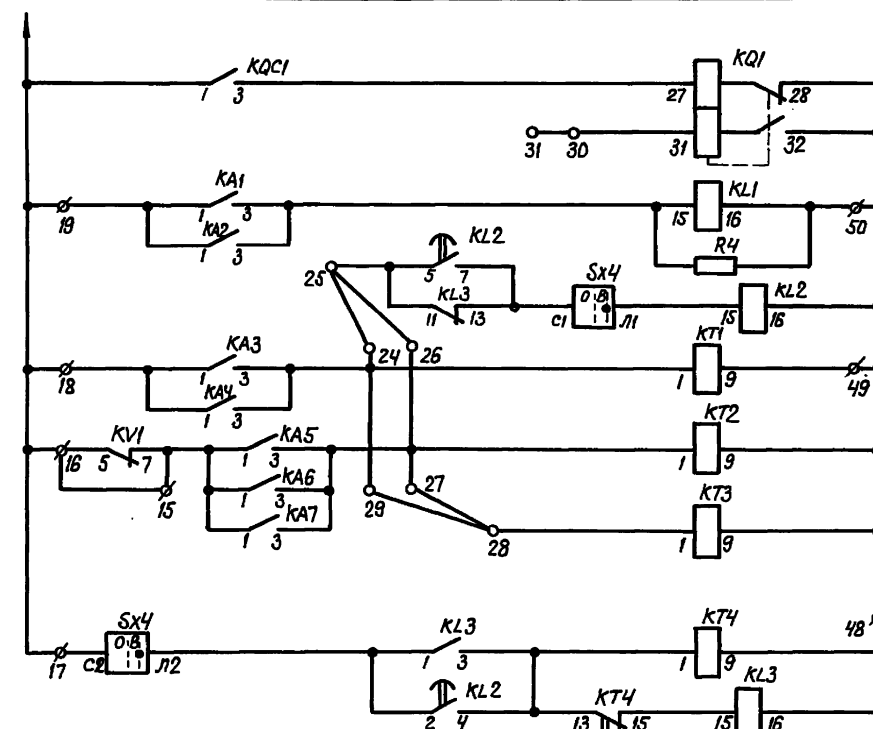 KQC1 KQ1
1 3 27 28
31 30 31 32
KA1 KL1
19 1 3 15 16 50
KA2 R4
1 3
KL2 Sx4
25 5 7 О В KL2
KL3
11 13 С1 Л1 15 16
KA3 24 26 KT1
18 1 3 1 9 49
KA4
1 3
KV1 KA5 KT2
16 5 7 1 3 1 9
KA6 27 KT3
15 1 3 29
KA7
1 3 28 1 9
Sx4 KL3 KT4 48
О В
17 С2 Л2 1 3 1 9
KL2 KT4 KL3
2 4 13 15 15 16